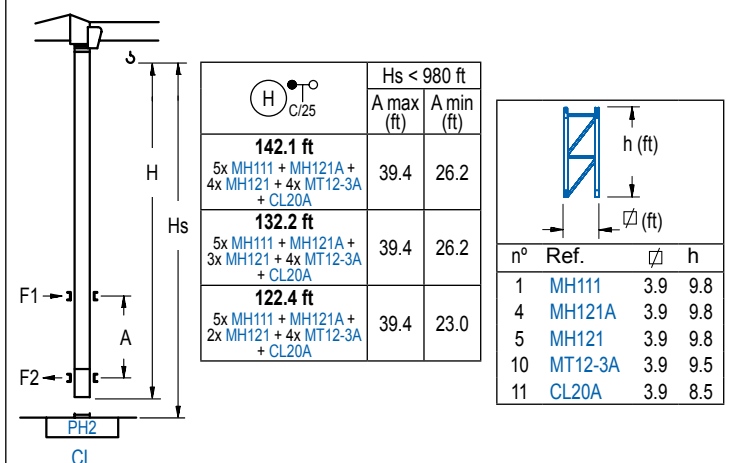 H
Hs
F1
A
F2
PH2
CI
H C/25
Hs < 980 ft
A max (ft)
A min (ft)
142.1 ft
5x MH111 + MH121A +
4x MH121 + 4x MT12-3A
+ CL20A
39.4 26.2
132.2 ft
5x MH111 + MH121A +
3x MH121 + 4x MT12-3A
+ CL20A
39.4 26.2
122.4 ft
5x MH111 + MH121A +
2x MH121 + 4x MT12-3A
+ CL20A
39.4 23.0
h (ft)
(ft)
nº Ref. h
1 MH111 3.9 9.8
4 MH121A 3.9 9.8
5 MH121 3.9 9.8
10 MT12-3A 3.9 9.5
11 CL20A 3.9 8.5